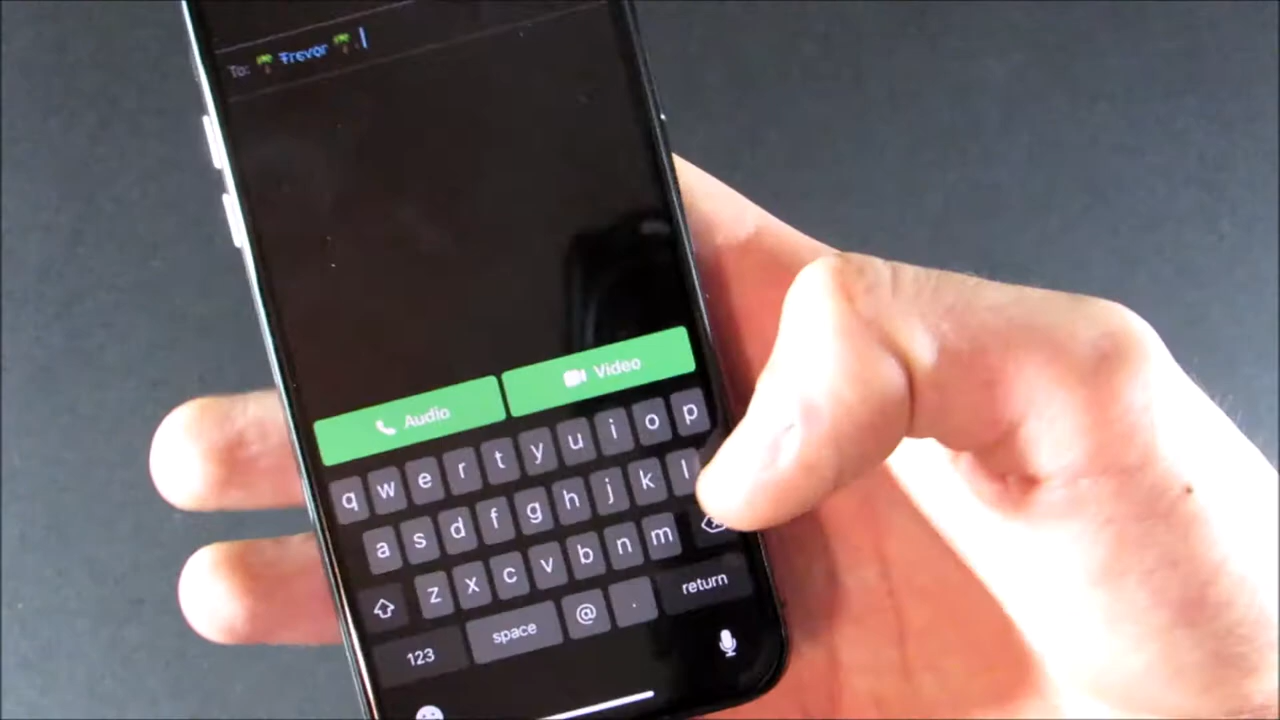 To: 🌴 Trevor 🌴,
Audio
Video
q w e r t y u i o p
a s d f g h j k l
z x c v b n m
123 space @ . return